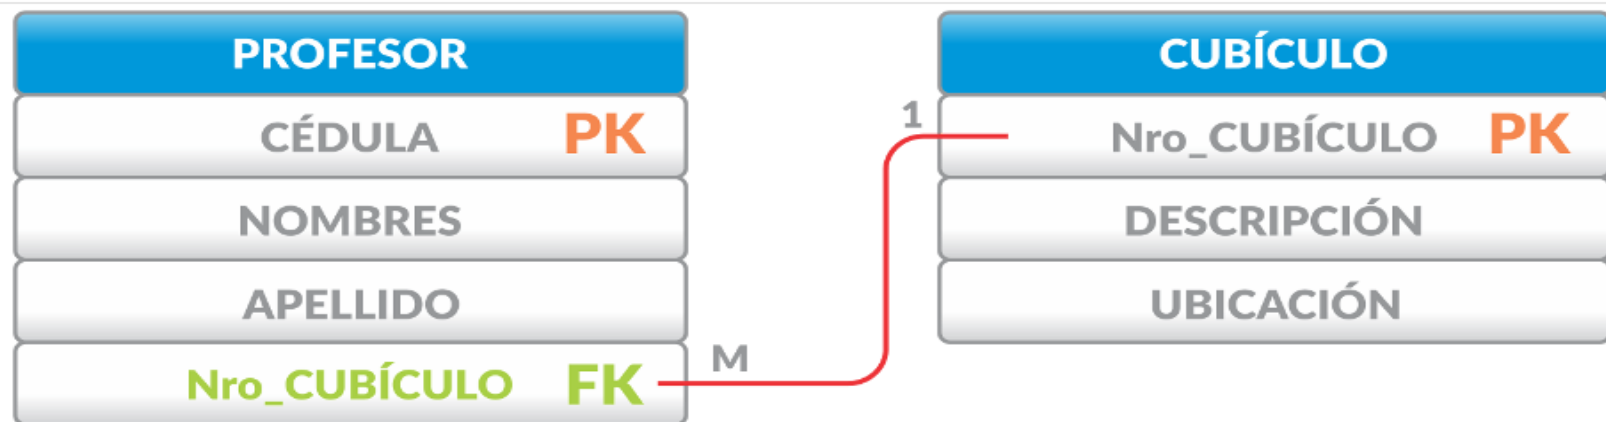 PROFESOR
CÉDULA PK
NOMBRES
APELLIDO
Nro_CUBÍCULO FK
M
1
CUBÍCULO
Nro_CUBÍCULO PK
DESCRIPCIÓN
UBICACIÓN